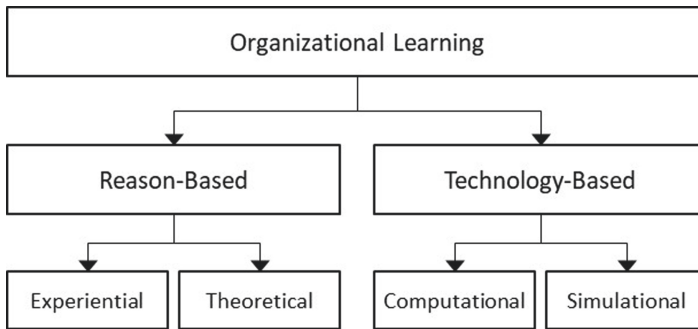 Organizational Learning
Reason-Based
Technology-Based
Experiential
Theoretical
Computational
Simulational